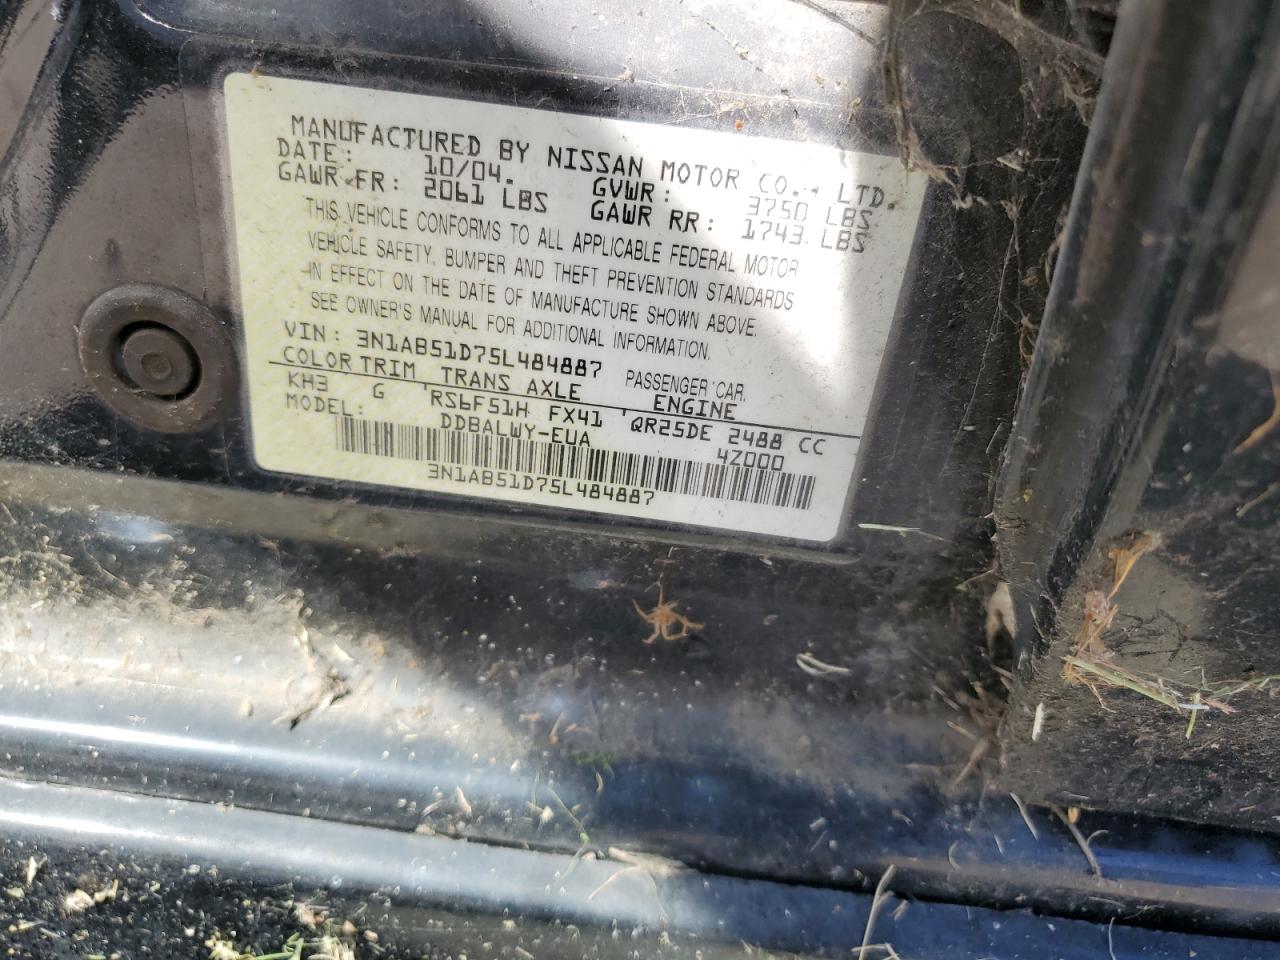 MANUFACTURED BY NISSAN MOTOR CO., LTD.
DATE: 10/04. GVWR: 3750 LBS
GAWR FR: 2061 LBS GAWR RR: 1743 LBS
THIS VEHICLE CONFORMS TO ALL APPLICABLE FEDERAL MOTOR
VEHICLE SAFETY, BUMPER AND THEFT PREVENTION STANDARDS
IN EFFECT ON THE DATE OF MANUFACTURE SHOWN ABOVE.
SEE OWNER'S MANUAL FOR ADDITIONAL INFORMATION.
VIN: 3N1AB51D75L484887 PASSENGER CAR.
COLOR TRIM TRANS AXLE ENGINE
KH3 G RS6F51H FX41 QR25DE 2488 CC
MODEL: DDBALWY-EUA 4Z000
3N1AB51D75L484887